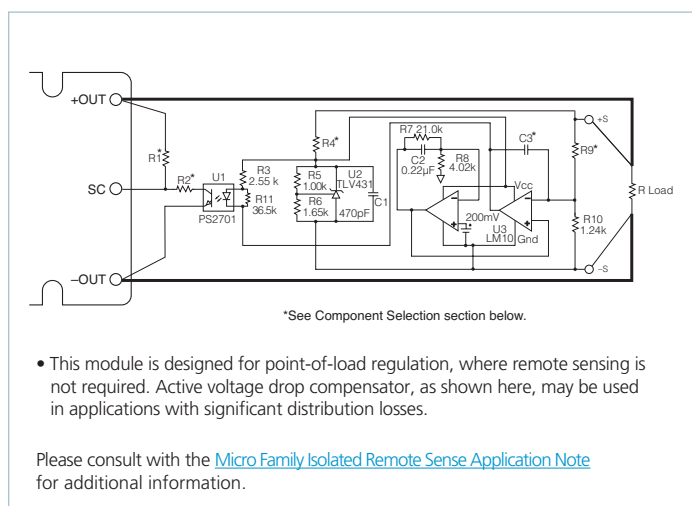 +OUT
SC
−OUT
R1*
R2*
U1
PS2701
R3
2.55 k
R11
36.5k
R4*
R5
1.00k
R6
1.65k
U2
TLV431
470pF
C1
R7 21.0k
C2
0.22µF
R8
4.02k
200mV
Vcc
U3
LM10
Gnd
C3*
R9*
R10
1.24k
+S
−S
R Load
*See Component Selection section below.
• This module is designed for point-of-load regulation, where remote sensing is
not required. Active voltage drop compensator, as shown here, may be used
in applications with significant distribution losses.
Please consult with the Micro Family Isolated Remote Sense Application Note
for additional information.